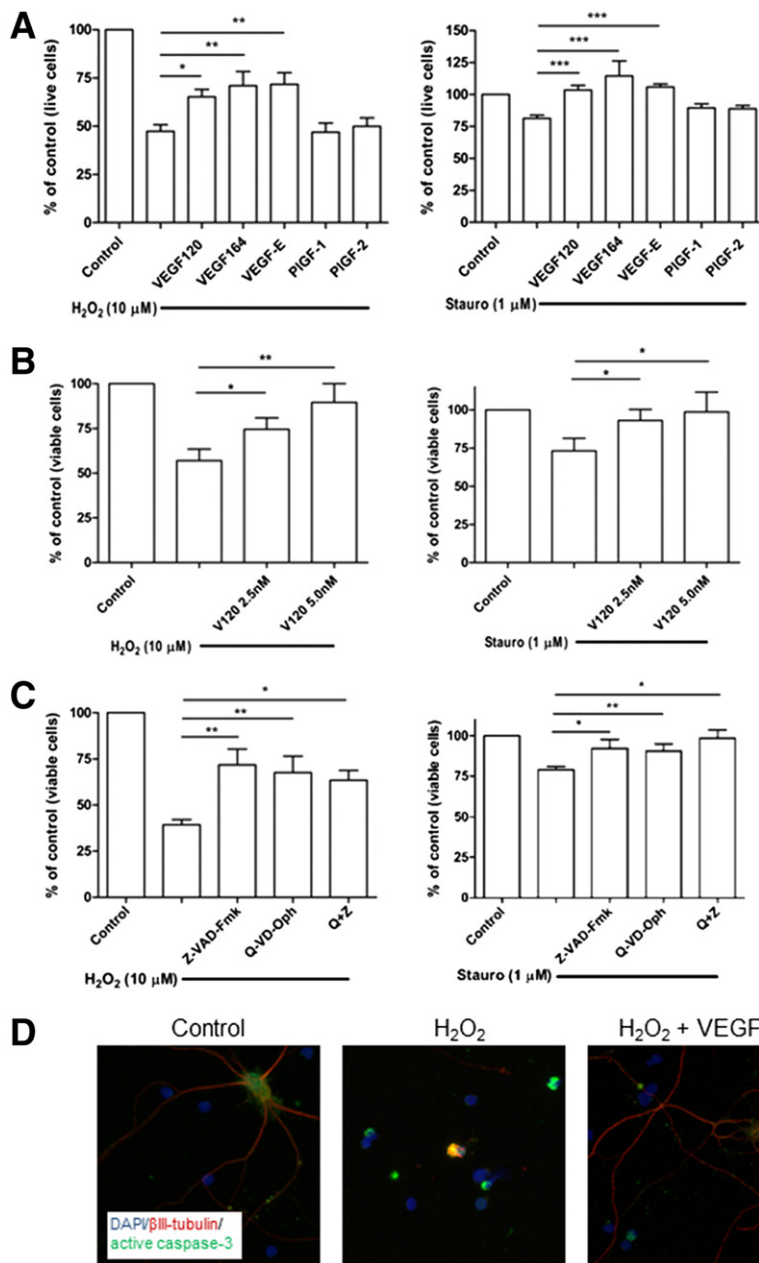 A
% of control (live cells)
100
75
50
25
0
*
**
**
Control
VEGF120
VEGF164
VEGF-E
PIGF-1
PIGF-2
H₂O₂ (10 µM)
% of control (live cells)
150
125
100
75
50
25
0
***
***
***
Control
VEGF120
VEGF164
VEGF-E
PIGF-1
PIGF-2
Stauro (1 µM)
B
% of control (viable cells)
100
75
50
25
0
*
**
Control
V120 2.5nM
V120 5.0nM
H₂O₂ (10 µM)
% of control (viable cells)
100
75
50
25
0
*
*
Control
V120 2.5nM
V120 5.0nM
Stauro (1 µM)
C
% of control (viable cells)
100
75
50
25
0
*
**
**
Control
Z-VAD-Fmk
Q-VD-Oph
Q+Z
H₂O₂ (10 µM)
% of control (viable cells)
100
75
50
25
0
*
**
*
Control
Z-VAD-Fmk
Q-VD-Oph
Q+Z
Stauro (1 µM)
D
Control
H₂O₂
H₂O₂ + VEGF
DAPI/βIII-tubulin/
active caspase-3